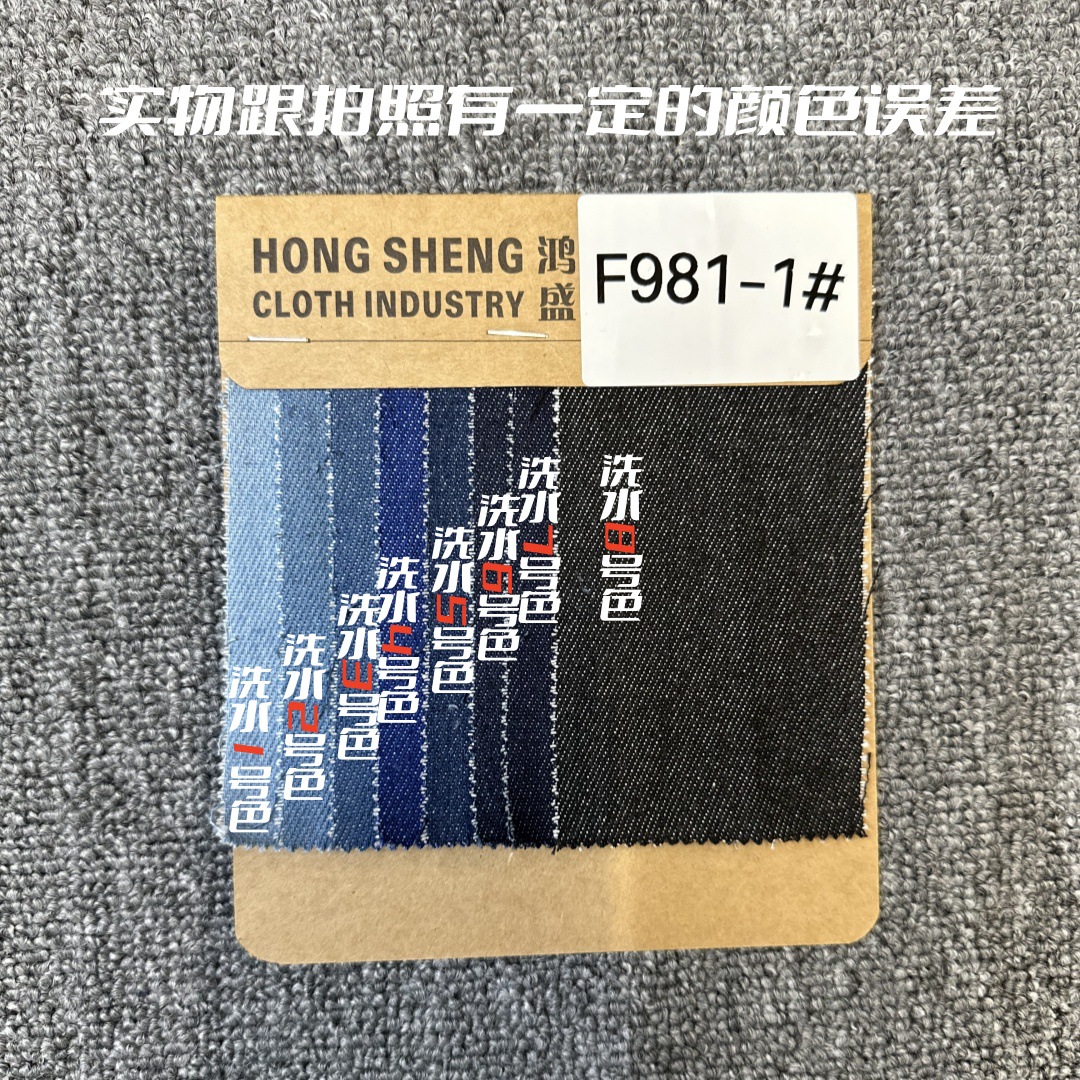 实物跟拍照有一定的颜色误差
HONG SHENG 鸿盛
CLOTH INDUSTRY
F981-1#
洗水1号色
洗水2号色
洗水3号色
洗水4号色
洗水5号色
洗水6号色
洗水7号色
洗水8号色